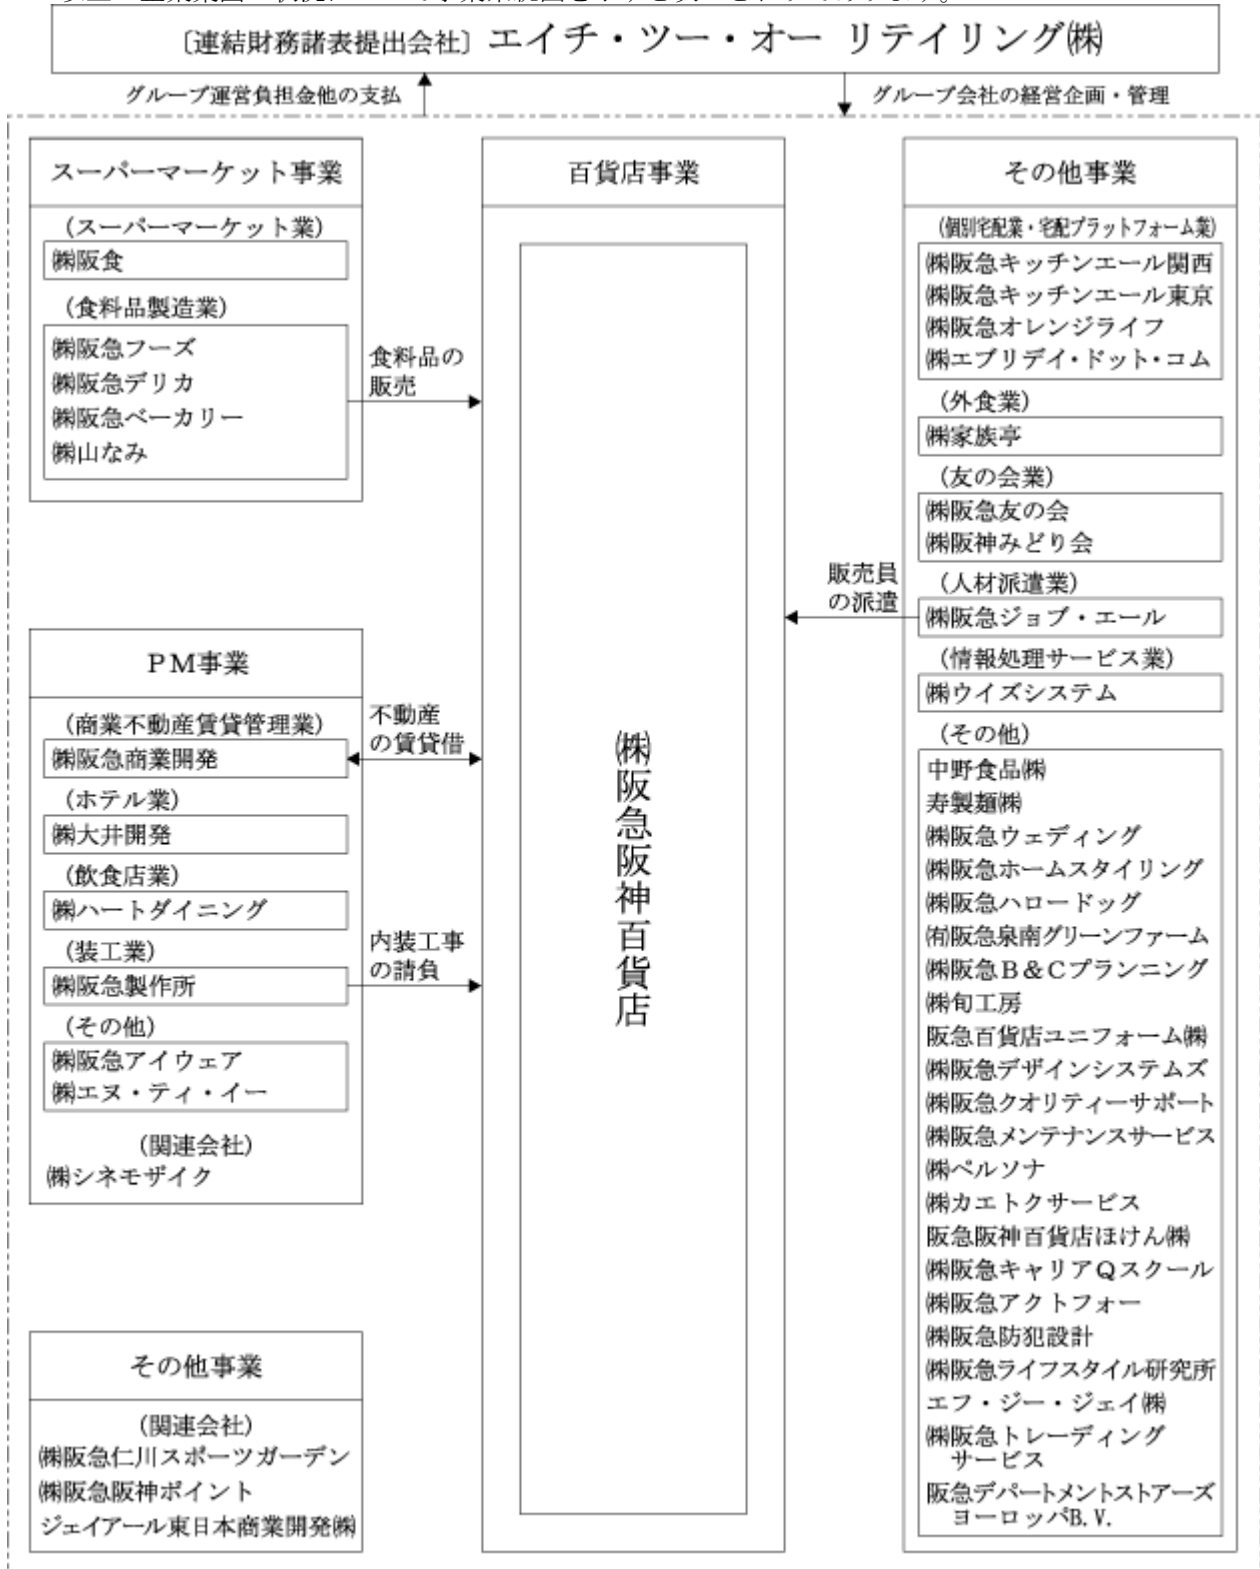 〔連結財務諸表提出会社〕エイチ・ツー・オー リテイリング㈱
グループ運営負担金他の支払
グループ会社の経営企画・管理
スーパーマーケット事業
（スーパーマーケット業）
㈱阪食
（食料品製造業）
㈱阪急フーズ
㈱阪急デリカ
㈱阪急ベーカリー
㈱山なみ
食料品の
販売
PM事業
（商業不動産賃貸管理業）
㈱阪急商業開発
（ホテル業）
㈱大井開発
（飲食店業）
㈱ハートダイニング
（装工業）
㈱阪急製作所
（その他）
㈱阪急アイウェア
㈱エヌ・ティ・イー
（関連会社）
㈱シネモザイク
不動産
の賃貸借
内装工事
の請負
その他事業
（関連会社）
㈱阪急仁川スポーツガーデン
㈱阪急阪神ポイント
ジェイアール東日本商業開発㈱
百貨店事業
㈱阪急阪神百貨店
販売員
の派遣
その他事業
（個別宅配業・宅配プラットフォーム業）
㈱阪急キッチンエール関西
㈱阪急キッチンエール東京
㈱阪急オレンジライフ
㈱エブリデイ・ドット・コム
（外食業）
㈱家族亭
（友の会業）
㈱阪急友の会
㈱阪神みどり会
（人材派遣業）
㈱阪急ジョブ・エール
（情報処理サービス業）
㈱ウイズシステム
（その他）
中野食品㈱
寿製麺㈱
㈱阪急ウェディング
㈱阪急ホームスタイリング
㈱阪急ハロードッグ
㈲阪急泉南グリーンファーム
㈱阪急B&Cプランニング
㈱旬工房
阪急百貨店ユニフォーム㈱
㈱阪急デザインシステムズ
㈱阪急クオリティーサポート
㈱阪急メンテナンスサービス
㈱ペルソナ
㈱カエトクサービス
阪急阪神百貨店ほけん㈱
㈱阪急キャリアQスクール
㈱阪急アクトフォー
㈱阪急防犯設計
㈱阪急ライフスタイル研究所
エフ・ジー・ジェイ㈱
㈱阪急トレーディング
サービス
阪急デパートメントストアーズ
ヨーロッパB.V.